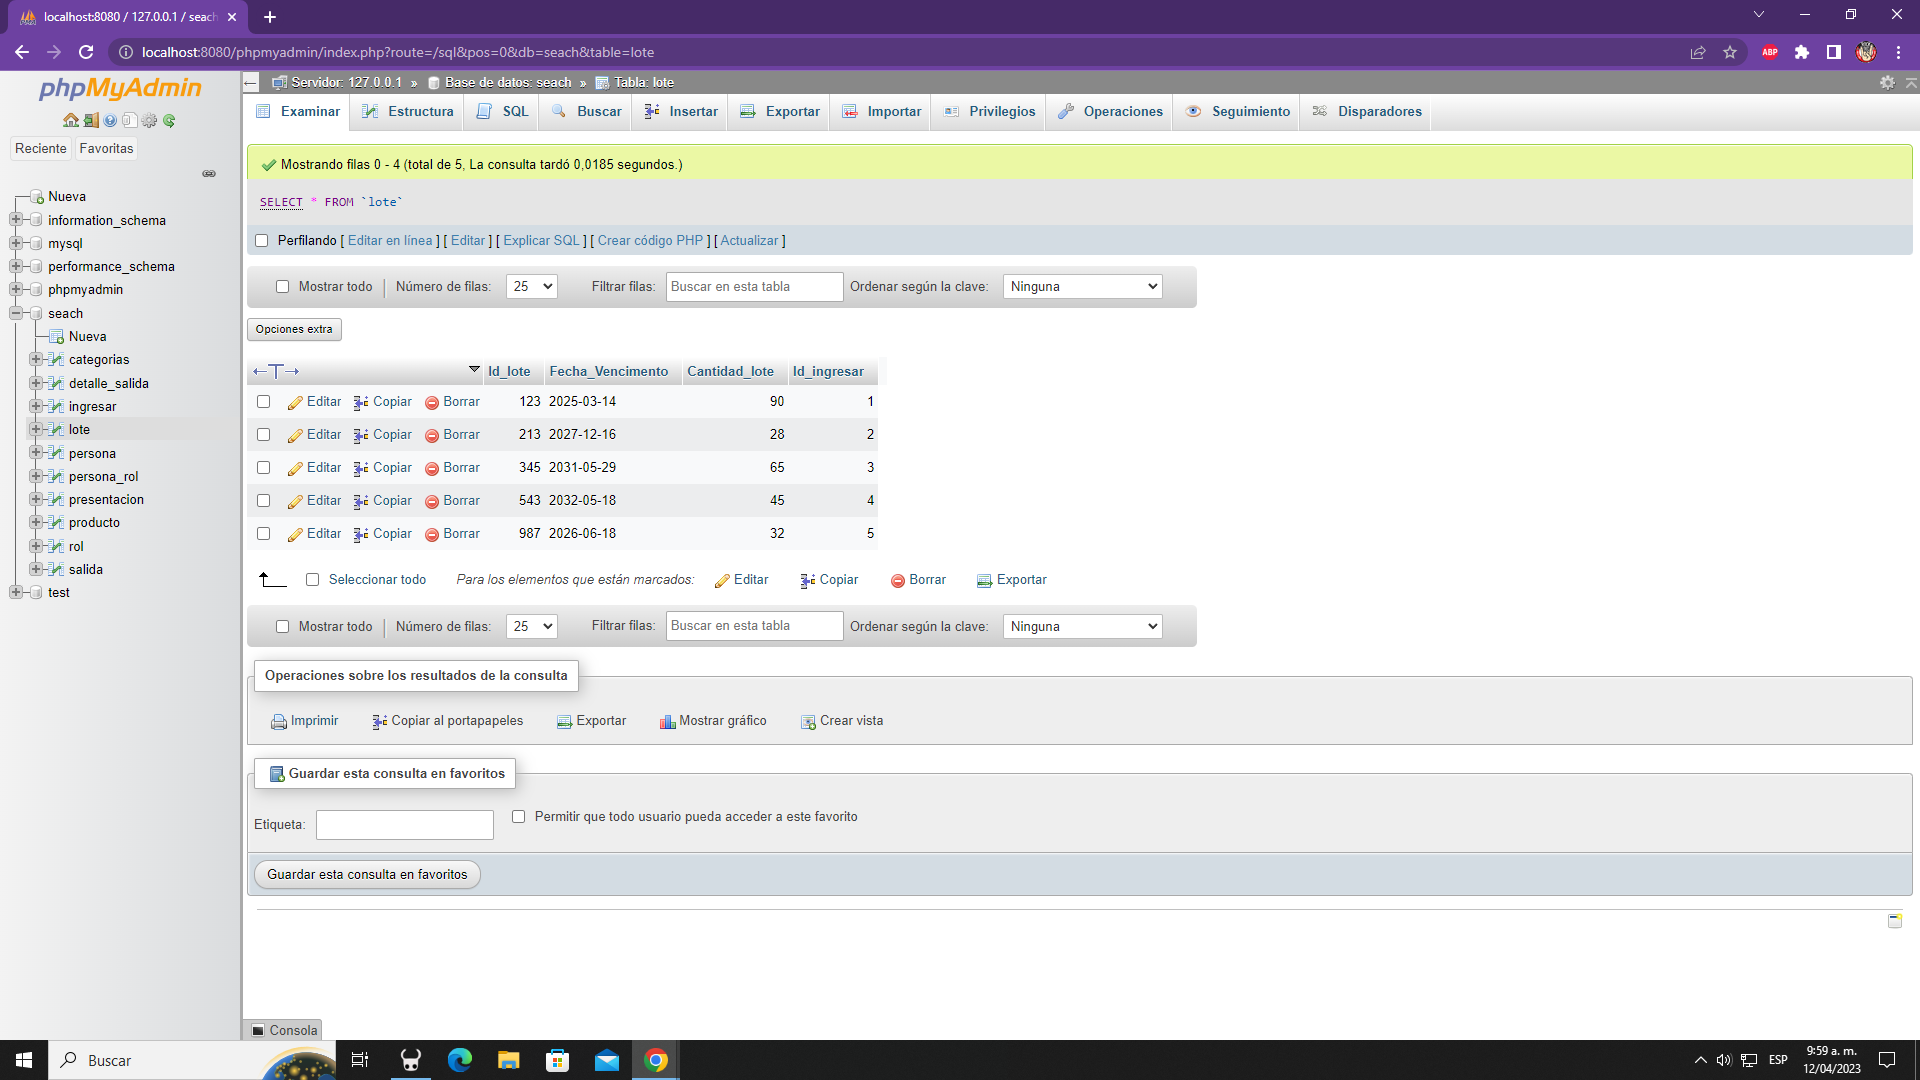 localhost:8080 / 127.0.0.1 / seach
localhost:8080/phpmyadmin/index.php?route=/sql&pos=0&db=seach&table=lote
ABP
phpMyAdmin
Reciente Favoritas
Nueva
information_schema
mysql
performance_schema
phpmyadmin
seach
Nueva
categorias
detalle_salida
ingresar
lote
persona
persona_rol
presentacion
producto
rol
salida
test
Servidor: 127.0.0.1 » Base de datos: seach » Tabla: lote
Examinar Estructura SQL Buscar Insertar Exportar Importar Privilegios Operaciones Seguimiento Disparadores
Mostrando filas 0 - 4 (total de 5, La consulta tardó 0,0185 segundos.)
SELECT * FROM `lote`
Perfilando [ Editar en línea ] [ Editar ] [ Explicar SQL ] [ Crear código PHP ] [ Actualizar ]
Mostrar todo Número de filas: 25 Filtrar filas: Buscar en esta tabla Ordenar según la clave: Ninguna
Opciones extra
Id_lote Fecha_Vencimento Cantidad_lote Id_ingresar
Editar Copiar Borrar 123 2025-03-14 90 1
Editar Copiar Borrar 213 2027-12-16 28 2
Editar Copiar Borrar 345 2031-05-29 65 3
Editar Copiar Borrar 543 2032-05-18 45 4
Editar Copiar Borrar 987 2026-06-18 32 5
Seleccionar todo Para los elementos que están marcados: Editar Copiar Borrar Exportar
Mostrar todo Número de filas: 25 Filtrar filas: Buscar en esta tabla Ordenar según la clave: Ninguna
Operaciones sobre los resultados de la consulta
Imprimir Copiar al portapapeles Exportar Mostrar gráfico Crear vista
Guardar esta consulta en favoritos
Etiqueta: Permitir que todo usuario pueda acceder a este favorito
Guardar esta consulta en favoritos
Consola
Buscar
ESP
9:59 a. m.
12/04/2023